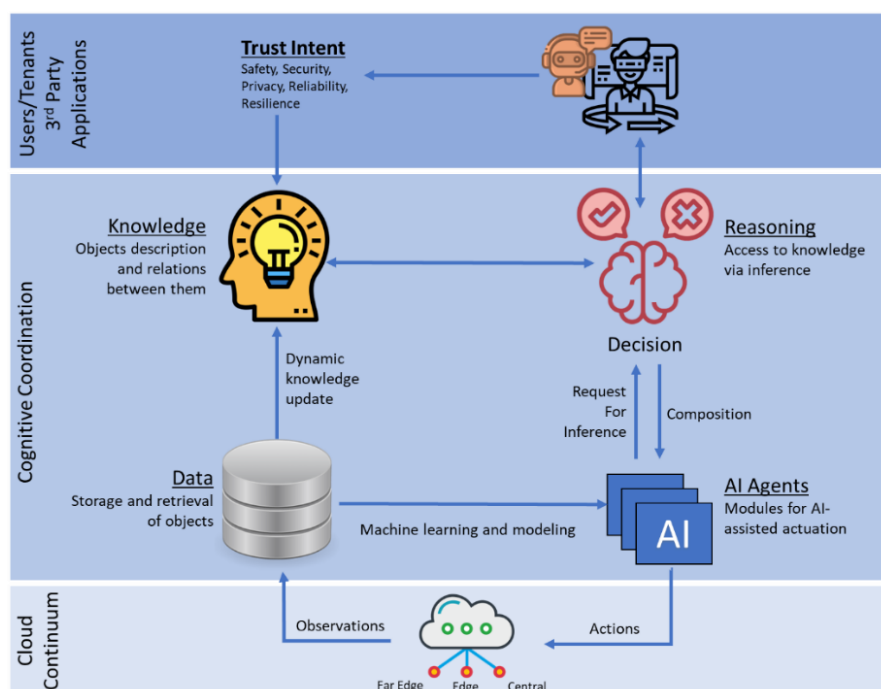 Users/Tenants
3rd Party
Applications
Trust Intent
Safety, Security,
Privacy, Reliability,
Resilience
Cognitive Coordination
Knowledge
Objects description
and relations
between them
Reasoning
Access to knowledge
via inference
Decision
Dynamic
knowledge
update
Request
For
Inference
Composition
Data
Storage and retrieval
of objects
Machine learning and modeling
AI
AI Agents
Modules for AI-
assisted actuation
Cloud
Continuum
Observations
Actions
Far Edge Edge Central